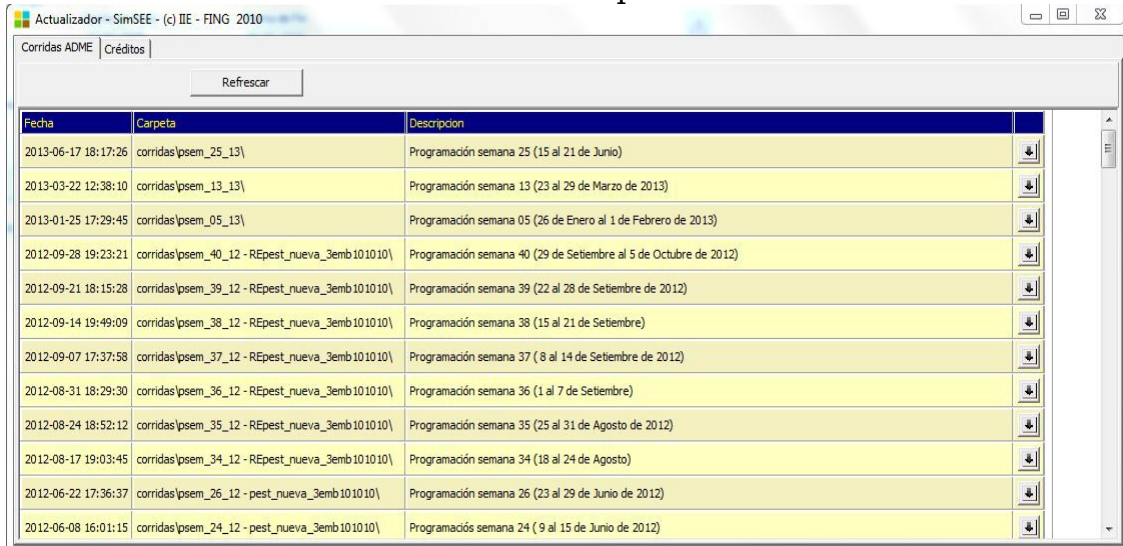 Actualizador - SimSEE - (c) IIE - FING 2010
Corridas ADME Créditos
Refrescar
Fecha Carpeta Descripcion
2013-06-17 18:17:26 corridas\psem_25_13\ Programación semana 25 (15 al 21 de Junio)
2013-03-22 12:38:10 corridas\psem_13_13\ Programación semana 13 (23 al 29 de Marzo de 2013)
2013-01-25 17:29:45 corridas\psem_05_13\ Programación semana 05 (26 de Enero al 1 de Febrero de 2013)
2012-09-28 19:23:21 corridas\psem_40_12 - REpest_nueva_3emb101010\ Programación semana 40 (29 de Setiembre al 5 de Octubre de 2012)
2012-09-21 18:15:28 corridas\psem_39_12 - REpest_nueva_3emb101010\ Programación semana 39 (22 al 28 de Setiembre de 2012)
2012-09-14 19:49:09 corridas\psem_38_12 - REpest_nueva_3emb101010\ Programación semana 38 (15 al 21 de Setiembre)
2012-09-07 17:37:58 corridas\psem_37_12 - REpest_nueva_3emb101010\ Programación semana 37 ( 8 al 14 de Setiembre de 2012)
2012-08-31 18:29:30 corridas\psem_36_12 - REpest_nueva_3emb101010\ Programación semana 36 (1 al 7 de Setiembre)
2012-08-24 18:52:12 corridas\psem_35_12 - REpest_nueva_3emb101010\ Programación semana 35 (25 al 31 de Agosto de 2012)
2012-08-17 19:03:45 corridas\psem_34_12 - REpest_nueva_3emb101010\ Programación semana 34 (18 al 24 de Agosto)
2012-06-22 17:36:37 corridas\psem_26_12 - pest_nueva_3emb101010\ Programación semana 26 (23 al 29 de Junio de 2012)
2012-06-08 16:01:15 corridas\psem_24_12 - pest_nueva_3emb101010\ Programaciós semana 24 ( 9 al 15 de Junio de 2012)